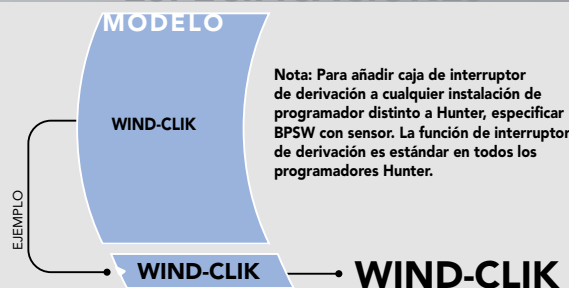 MODELO
Nota: Para añadir caja de interruptor
de derivación a cualquier instalación de
programador distinto a Hunter, especificar
BPSW con sensor. La función de interruptor
de derivación es estándar en todos los
programadores Hunter.
WIND-CLIK
EJEMPLO
WIND-CLIK
WIND-CLIK